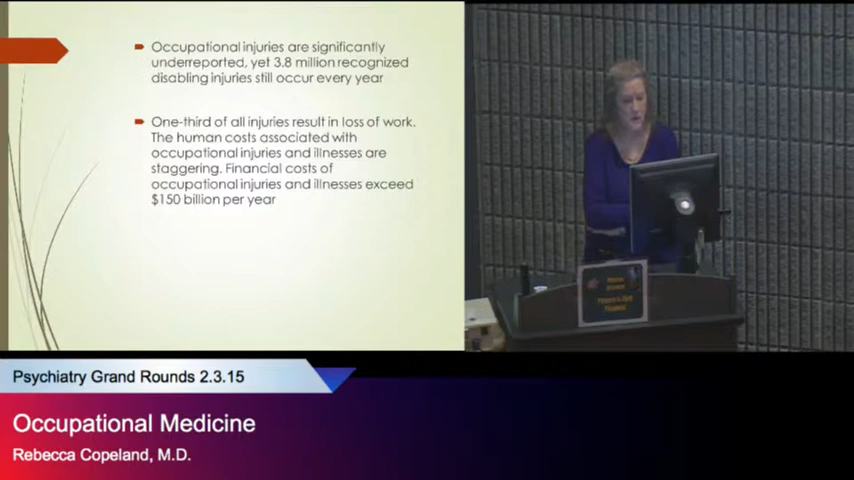 Occupational injuries are significantly
underreported, yet 3.8 million recognized
disabling injuries still occur every year
One-third of all injuries result in loss of work.
The human costs associated with
occupational injuries and illnesses are
staggering. Financial costs of
occupational injuries and illnesses exceed
$150 billion per year
Psychiatry Grand Rounds 2.3.15
Occupational Medicine
Rebecca Copeland, M.D.